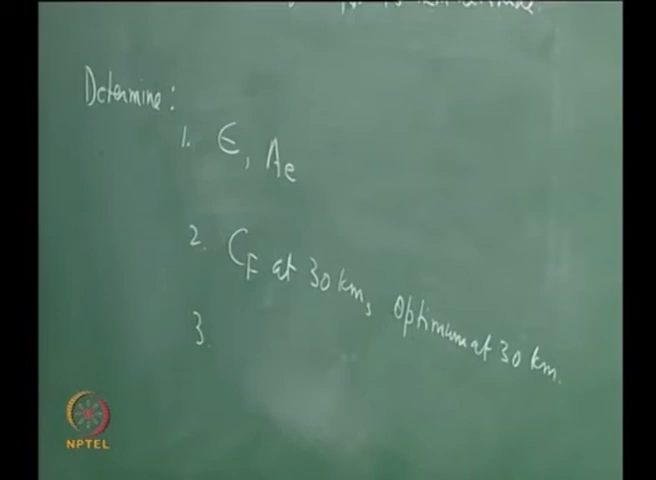 Determine:
1. ϵ, Ae
2. CF at 30 km, Optimum at 30 km.
3.
NPTEL